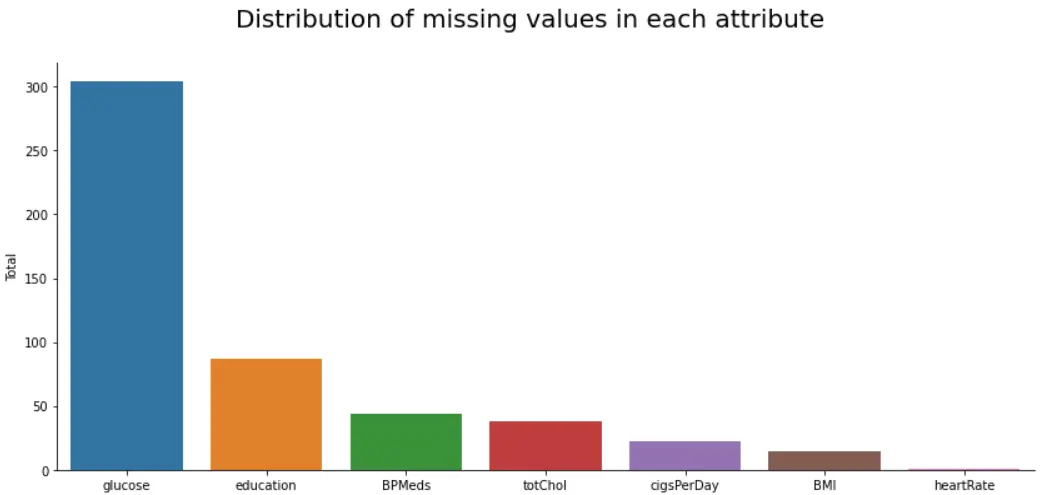 Distribution of missing values in each attribute
300
250
200
150
100
50
0
Total
glucose education BPMeds totChol cigsPerDay BMI heartRate